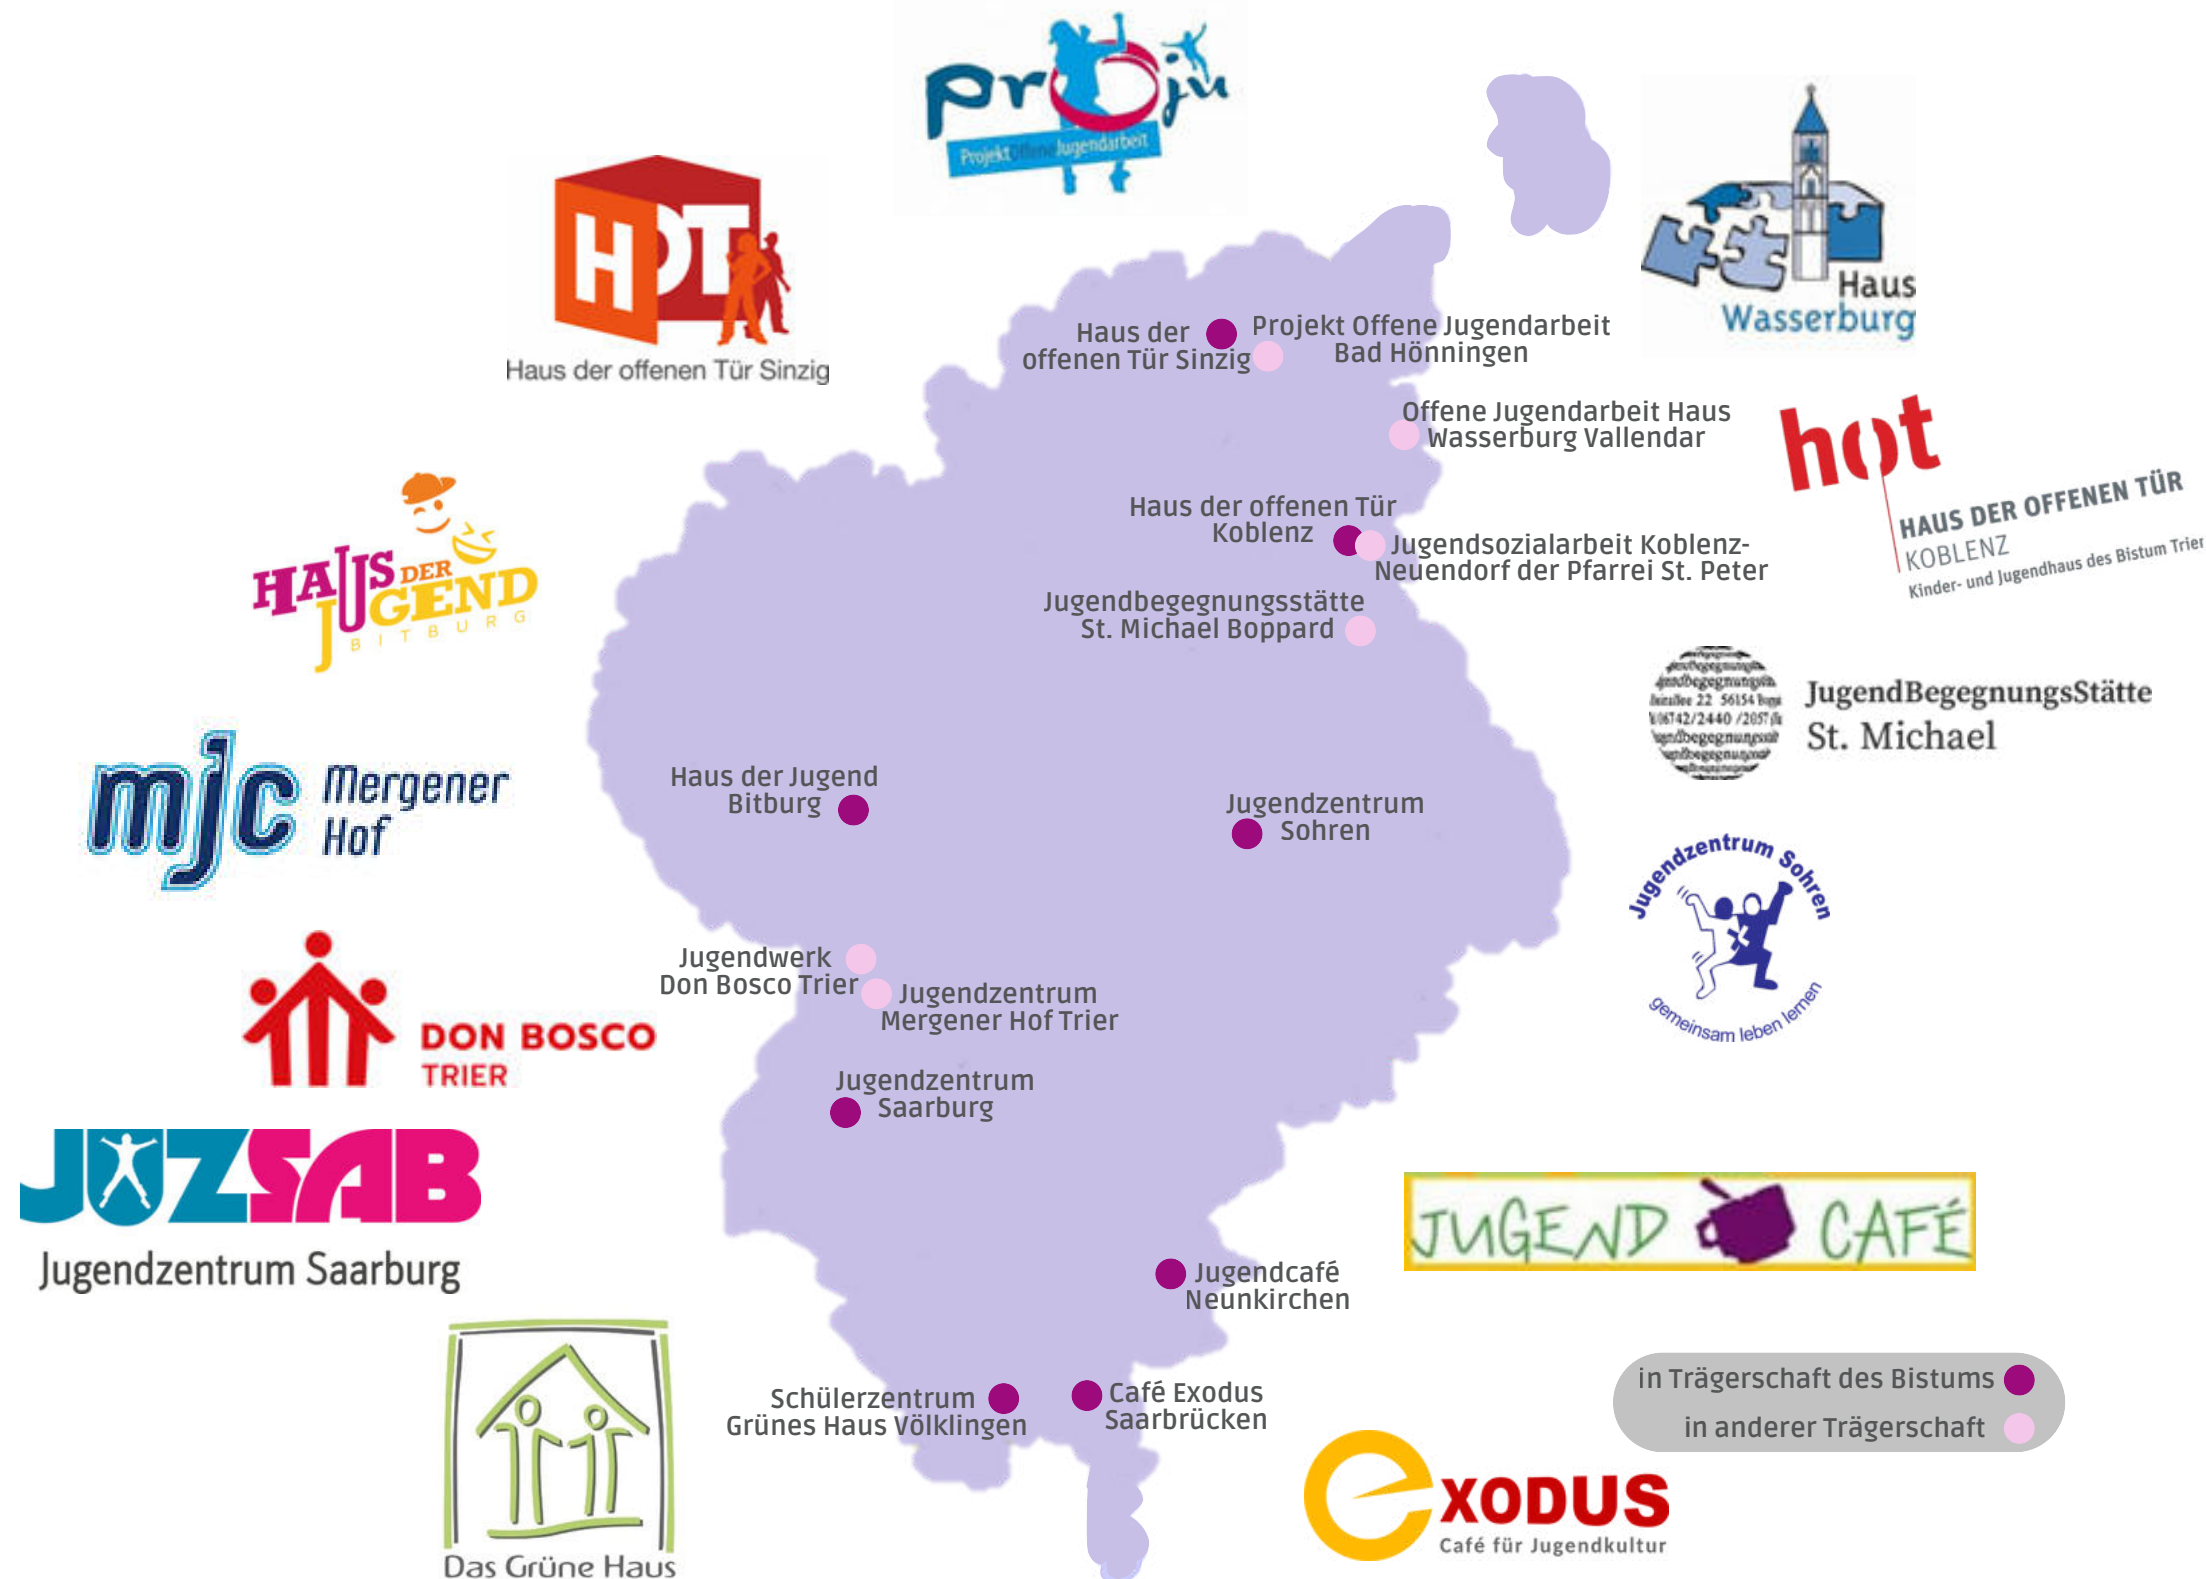 prOju
ProjektOffeneJugendarbeit
HOT
Haus der offenen Tür Sinzig
Haus
Wasserburg
Haus der
offenen Tür Sinzig
Projekt Offene Jugendarbeit
Bad Hönningen
Offene Jugendarbeit Haus
Wasserburg Vallendar
hot
HAUS DER OFFENEN TÜR
KOBLENZ
Kinder- und Jugendhaus des Bistum Trier
HAUS DER
JUGEND
BITBURG
Haus der offenen Tür
Koblenz
Jugendsozialarbeit Koblenz-
Neuendorf der Pfarrei St. Peter
Jugendbegegnungsstätte
St. Michael Boppard
JugendBegegnungsStätte
St. Michael
mjc Mergener
Hof
Haus der Jugend
Bitburg
Jugendzentrum
Sohren
Jugendzentrum Sohren
gemeinsam leben lernen
Jugendwerk
Don Bosco Trier
Jugendzentrum
Mergener Hof Trier
DON BOSCO
TRIER
Jugendzentrum
Saarburg
JUZSAB
Jugendzentrum Saarburg
JUGEND CAFÉ
Jugendcafé
Neunkirchen
Schülerzentrum
Grünes Haus Völklingen
Café Exodus
Saarbrücken
in Trägerschaft des Bistums
in anderer Trägerschaft
eXODUS
Café für Jugendkultur
Das Grüne Haus